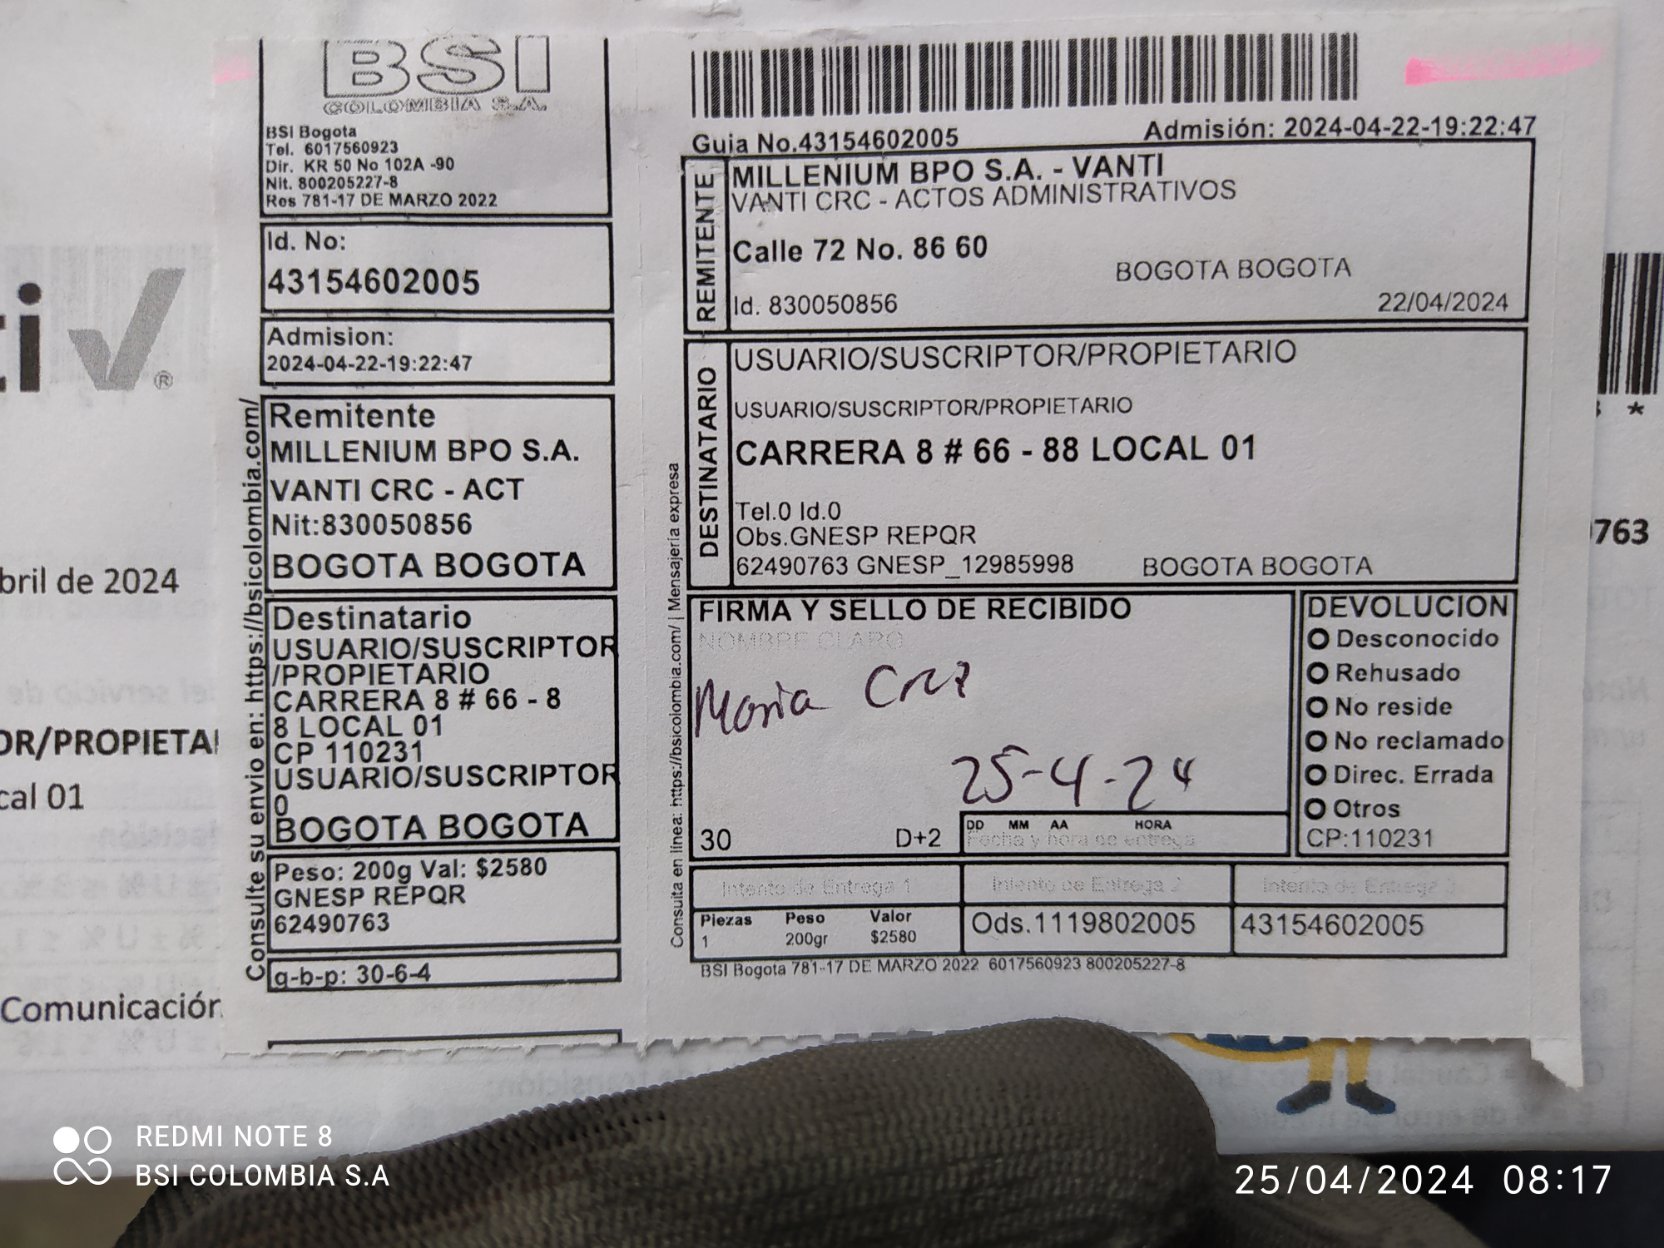 BSI
COLOMBIA S.A.
BSI Bogota
Tel. 6017560923
Dir. KR 50 No 102A -90
Nit. 800205227-8
Res 781-17 DE MARZO 2022
Id. No:
43154602005
Admision:
2024-04-22-19:22:47
Remitente
MILLENIUM BPO S.A.
VANTI CRC - ACT
Nit:830050856
BOGOTA BOGOTA
Destinatario
USUARIO/SUSCRIPTOR
/PROPIETARIO
CARRERA 8 # 66 - 8
8 LOCAL 01
CP 110231
USUARIO/SUSCRIPTOR
0
BOGOTA BOGOTA
Peso: 200g Val: $2580
GNESP REPQR
62490763
g-b-p: 30-6-4
Consulte su envio en: https://bsicolombia.com/
Guia No.43154602005
Admisión: 2024-04-22-19:22:47
REMITENTE
MILLENIUM BPO S.A. - VANTI
VANTI CRC - ACTOS ADMINISTRATIVOS
Calle 72 No. 86 60
BOGOTA BOGOTA
Id. 830050856
22/04/2024
DESTINATARIO
USUARIO/SUSCRIPTOR/PROPIETARIO
USUARIO/SUSCRIPTOR/PROPIETARIO
CARRERA 8 # 66 - 88 LOCAL 01
Tel.0 Id.0
Obs.GNESP REPQR
62490763 GNESP_12985998
BOGOTA BOGOTA
Consulta en línea: https://bsicolombia.com/ | Mensajería expresa
FIRMA Y SELLO DE RECIBIDO
NOMBRE CLARO
Maria Cruz
25-4-24
30
D+2
DD MM AA HORA
Fecha y hora de entrega
DEVOLUCION
Desconocido
Rehusado
No reside
No reclamado
Direc. Errada
Otros
CP:110231
Intento de Entrega 1
Intento de Entrega 2
Intento de Entrega 3
Piezas Peso Valor
1 200gr $2580
Ods.1119802005
43154602005
BSI Bogota 781-17 DE MARZO 2022 6017560923 800205227-8
bril de 2024
OR/PROPIETA
cal 01
Comunicación
763
REDMI NOTE 8
BSI COLOMBIA S.A
25/04/2024 08:17